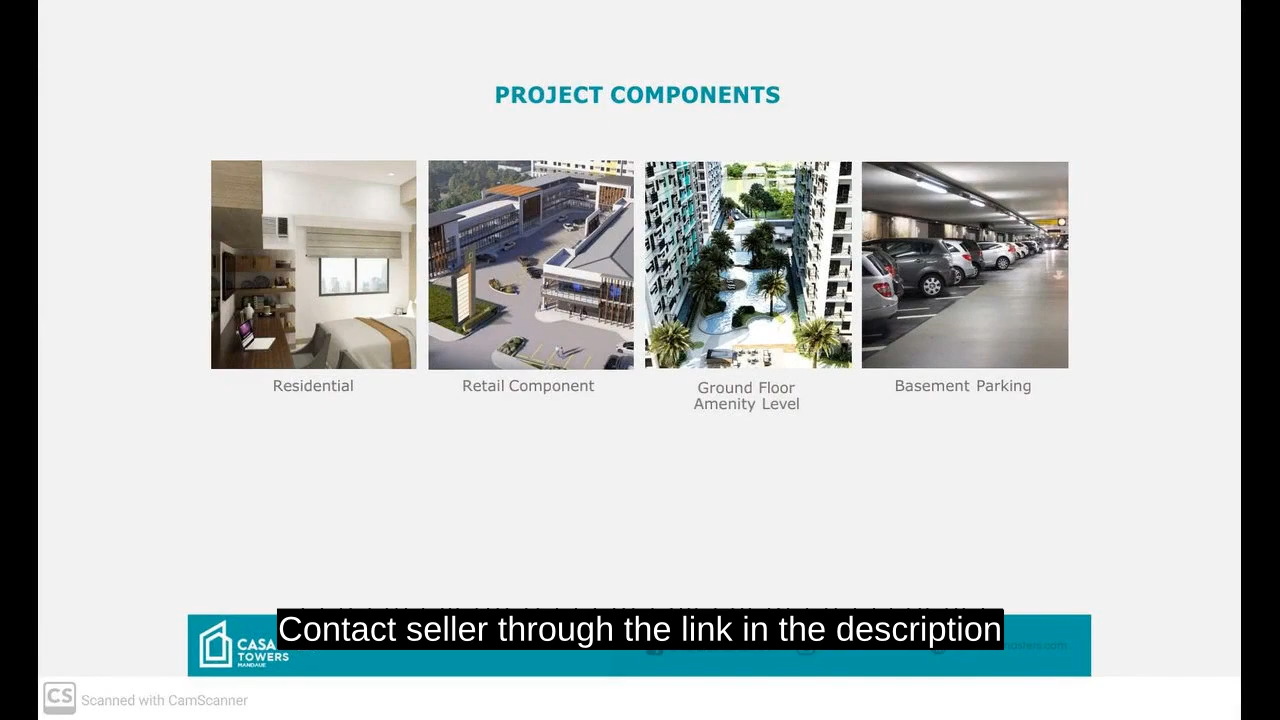 PROJECT COMPONENTS
Residential
Retail Component
Ground Floor
Amenity Level
Basement Parking
Contact seller through the link in the description
CASA
TOWERS
MANDAUE
CS Scanned with CamScanner